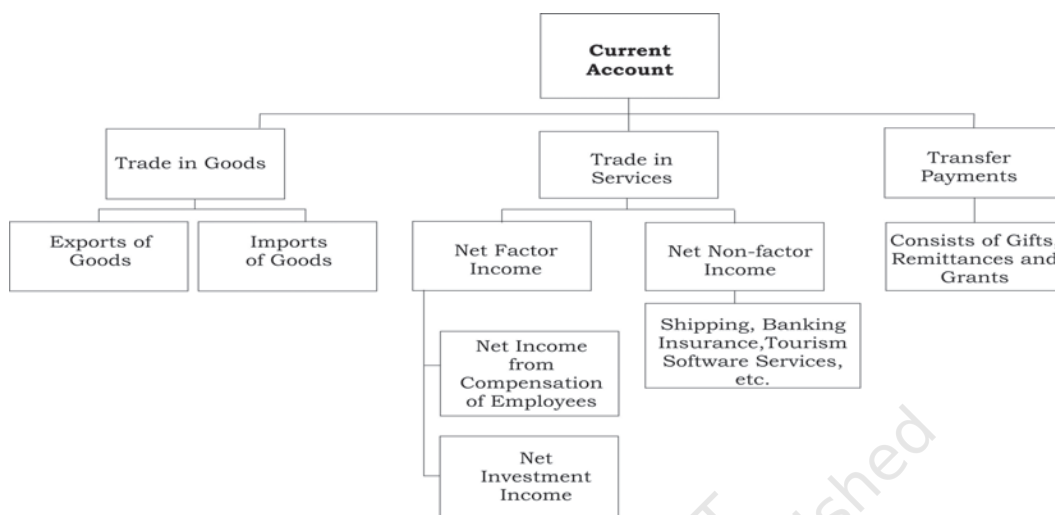 Current
Account
Trade in Goods
Trade in
Services
Transfer
Payments
Exports of
Goods
Imports
of Goods
Net Factor
Income
Net Non-factor
Income
Consists of Gifts,
Remittances and
Grants
Shipping, Banking
Insurance,Tourism
Software Services,
etc.
Net Income
from
Compensation
of Employees
Net
Investment
Income